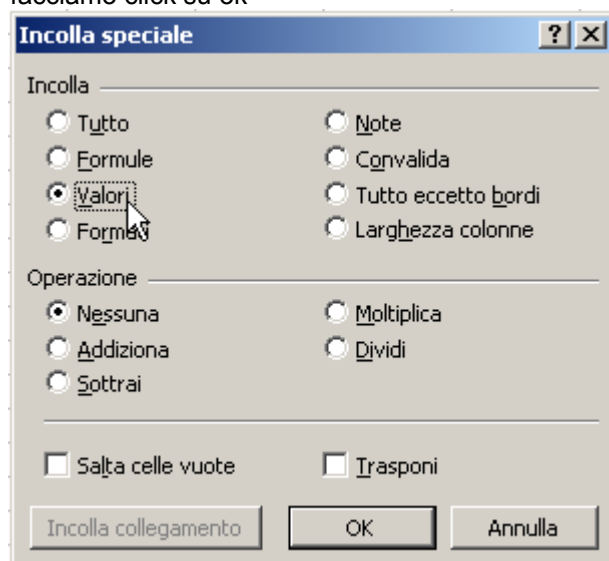 facciamo click su ok
Incolla speciale
Incolla
Tutto
Note
Formule
Convalida
Valori
Tutto eccetto bordi
Larghezza colonne
Operazione
Nessuna
Moltiplica
Addiziona
Dividi
Sottrai
Salta celle vuote
Trasponi
Incolla collegamento
OK
Annulla